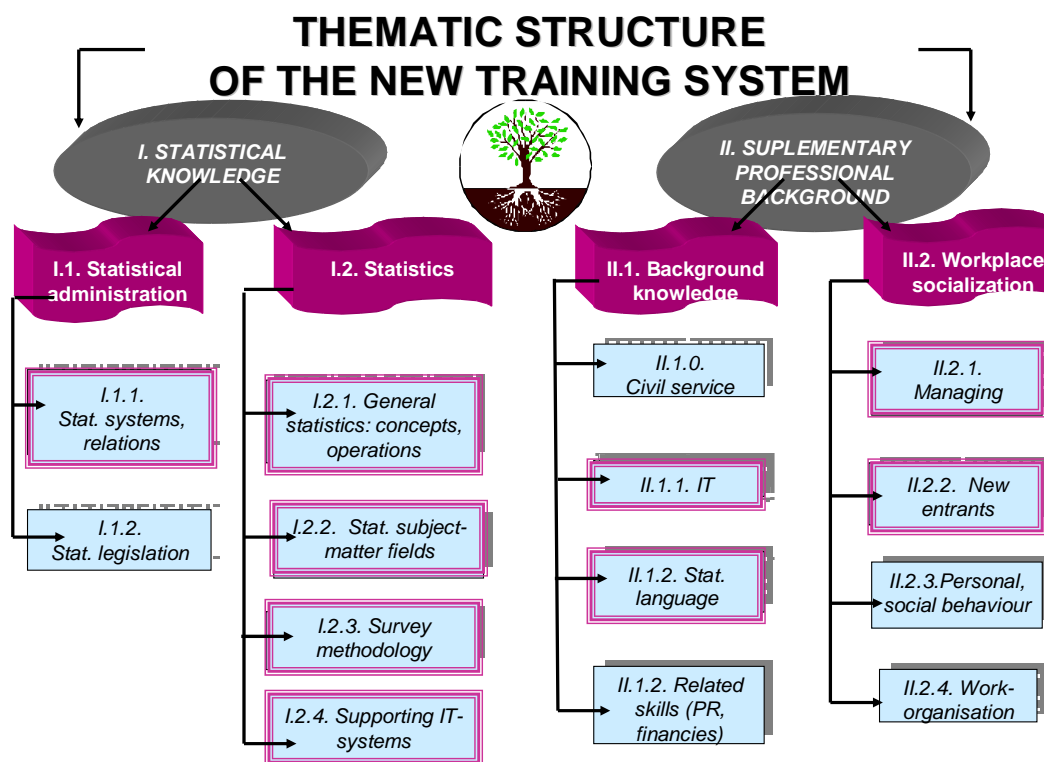 THEMATIC STRUCTURE
OF THE NEW TRAINING SYSTEM
I. STATISTICAL
KNOWLEDGE
II. SUPLEMENTARY
PROFESSIONAL
BACKGROUND
I.1. Statistical
administration
I.2. Statistics
II.1. Background
knowledge
II.2. Workplace
socialization
I.1.1.
Stat. systems,
relations
I.1.2.
Stat. legislation
I.2.1. General
statistics: concepts,
operations
I.2.2. Stat. subject-
matter fields
I.2.3. Survey
methodology
I.2.4. Supporting IT-
systems
II.1.0.
Civil service
II.1.1. IT
II.1.2. Stat.
language
II.1.2. Related
skills (PR,
financies)
II.2.1.
Managing
II.2.2. New
entrants
II.2.3.Personal,
social behaviour
II.2.4. Work-
organisation